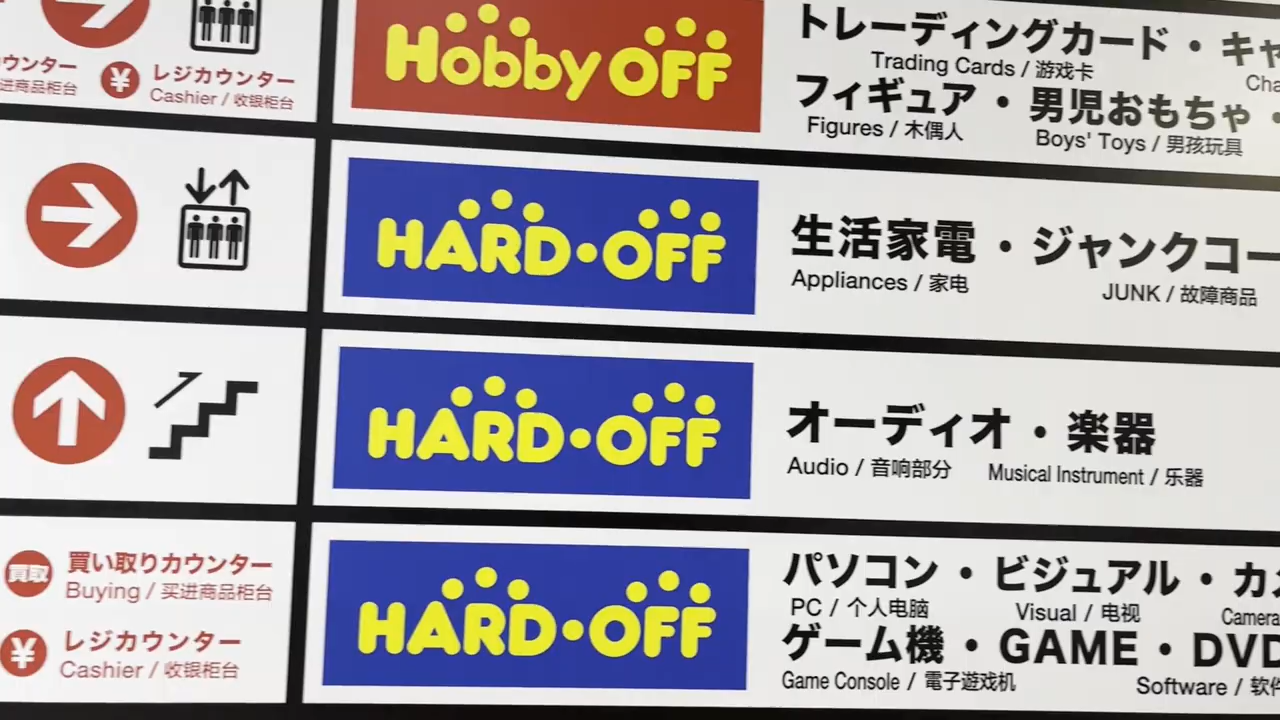 カウンター
进商品柜台
¥ レジカウンター
Cashier / 收银柜台
Hobby OFF
トレーディングカード・キャ
Trading Cards / 游戏卡
Cha
フィギュア・男児おもちゃ・
Figures / 木偶人 Boys' Toys / 男孩玩具
HARD・OFF
生活家電・ジャンクコー
Appliances / 家电 JUNK / 故障商品
HARD・OFF
オーディオ・楽器
Audio / 音响部分 Musical Instrument / 乐器
買取 買い取りカウンター
Buying / 买进商品柜台
¥ レジカウンター
Cashier / 收银柜台
HARD・OFF
パソコン・ビジュアル・カメ
PC / 个人电脑 Visual / 电视 Camera
ゲーム機・GAME・DVD
Game Console / 電子遊戏机 Software / 软件